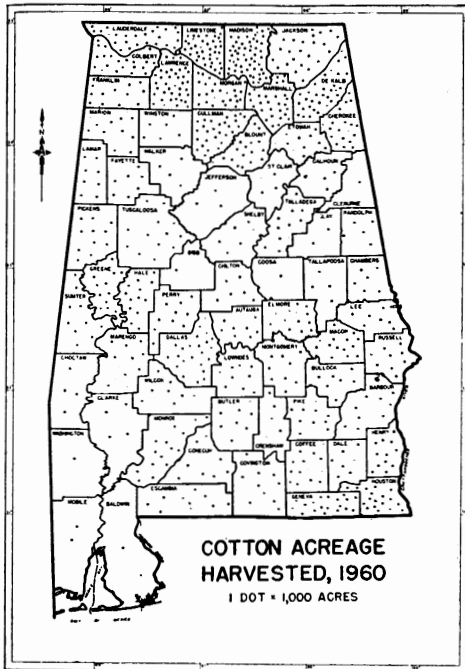 LAUDERDALE
LIMESTONE
MADISON
JACKSON
COLBERT
LAWRENCE
FRANKLIN
MORGAN
MARSHALL
DE KALB
MARION
WINSTON
CULLMAN
CHEROKEE
BLOUNT
ETOWAH
LAMAR
FAYETTE
WALKER
JEFFERSON
ST CLAIR
CALHOUN
N
PICKENS
TUSCALOOSA
SHELBY
TALLADEGA
CLEBURNE
CLAY
RANDOLPH
BIBB
GREENE
HALE
CHILTON
COOSA
TALLAPOOSA
CHAMBERS
SUMTER
PERRY
AUTAUGA
ELMORE
LEE
MARENGO
DALLAS
MACON
RUSSELL
LOWNDES
MONTGOMERY
BULLOCK
CHOCTAW
WILCOX
BARBOUR
CLARKE
BUTLER
PIKE
MONROE
WASHINGTON
CONECUH
CRENSHAW
COFFEE
DALE
HENRY
COVINGTON
ESCAMBIA
GENEVA
HOUSTON
MOBILE
BALDWIN
COTTON ACREAGE
HARVESTED, 1960
1 DOT = 1,000 ACRES
GULF OF MEXICO